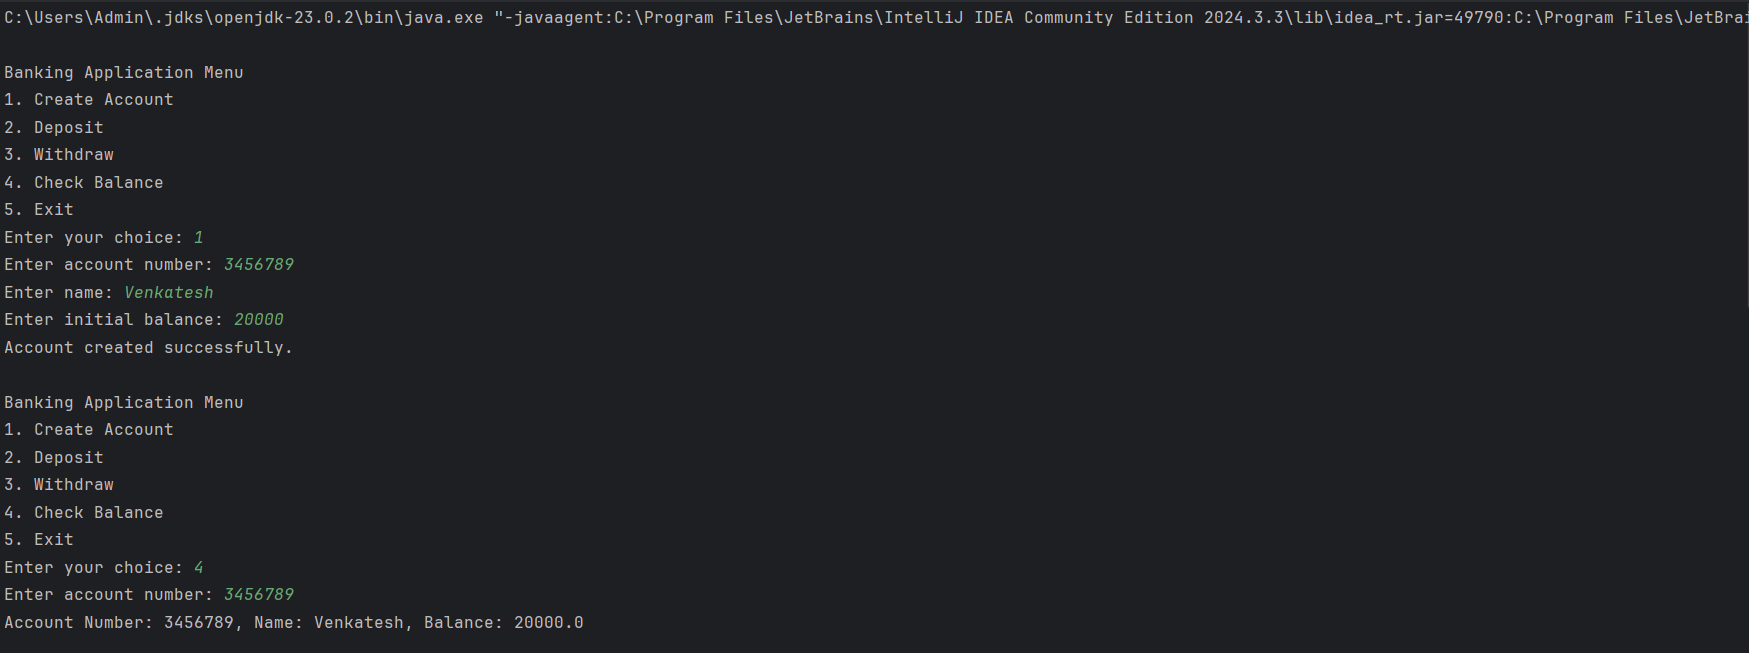 C:\Users\Admin\.jdks\openjdk-23.0.2\bin\java.exe "-javaagent:C:\Program Files\JetBrains\IntelliJ IDEA Community Edition 2024.3.3\lib\idea_rt.jar=49790:C:\Program Files\JetBrai
Banking Application Menu
1. Create Account
2. Deposit
3. Withdraw
4. Check Balance
5. Exit
Enter your choice: 1
Enter account number: 3456789
Enter name: Venkatesh
Enter initial balance: 20000
Account created successfully.
Banking Application Menu
1. Create Account
2. Deposit
3. Withdraw
4. Check Balance
5. Exit
Enter your choice: 4
Enter account number: 3456789
Account Number: 3456789, Name: Venkatesh, Balance: 20000.0